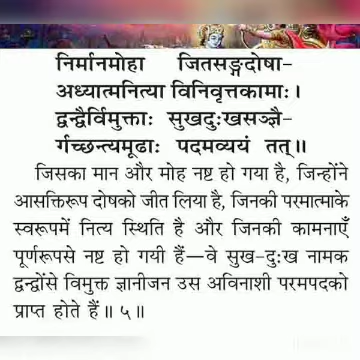 निर्मानमोहा जितसङ्गदोषा-
अध्यात्मनित्या विनिवृत्तकामाः।
द्वन्द्वैर्विमुक्ताः सुखदुःखसञ्ज्ञै-
र्गच्छन्त्यमूढाः पदमव्ययं तत्॥
जिसका मान और मोह नष्ट हो गया है, जिन्होंने
आसक्तिरूप दोषको जीत लिया है, जिनकी परमात्माके
स्वरूपमें नित्य स्थिति है और जिनकी कामनाएँ
पूर्णरूपसे नष्ट हो गयी हैं—वे सुख-दुःख नामक
द्वन्द्वोंसे विमुक्त ज्ञानीजन उस अविनाशी परमपदको
प्राप्त होते हैं॥ ५॥